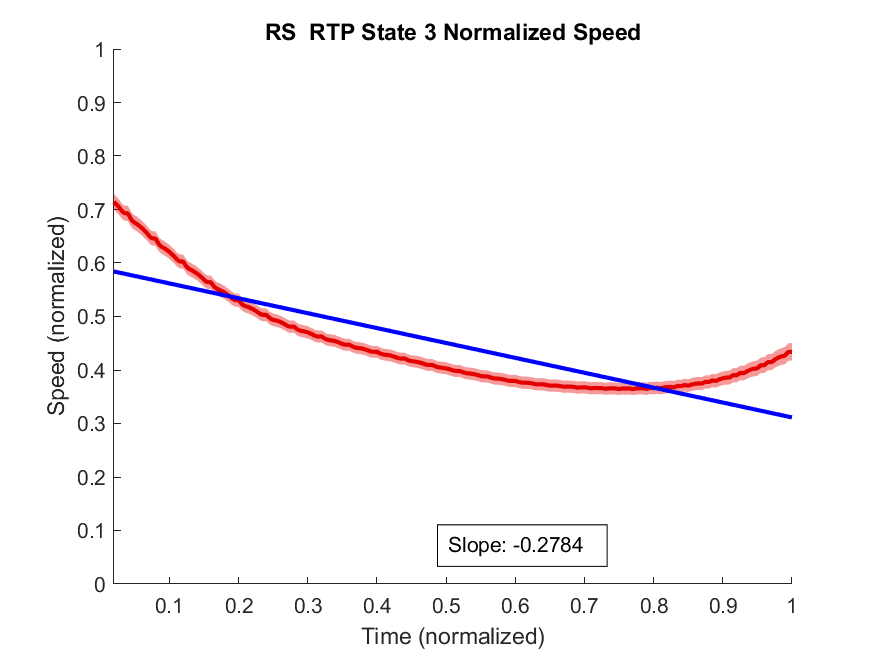 RS  RTP State 3 Normalized Speed
1
0.9
0.8
0.7
0.6
0.5
0.4
0.3
0.2
0.1
0
Speed (normalized)
Slope: -0.2784
0.1 0.2 0.3 0.4 0.5 0.6 0.7 0.8 0.9 1
Time (normalized)